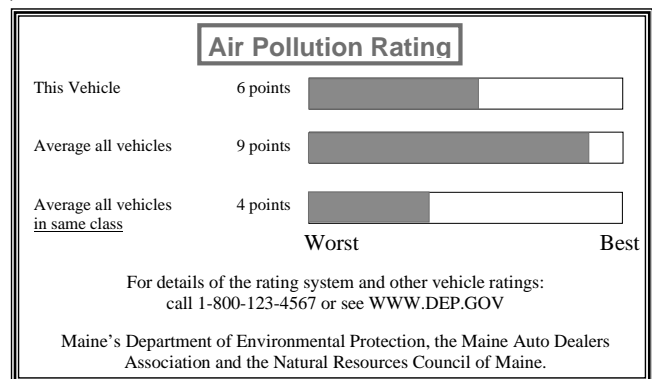 Air Pollution Rating
This Vehicle 6 points
Average all vehicles 9 points
Average all vehicles 4 points
in same class
Worst Best
For details of the rating system and other vehicle ratings:
call 1-800-123-4567 or see WWW.DEP.GOV
Maine's Department of Environmental Protection, the Maine Auto Dealers
Association and the Natural Resources Council of Maine.